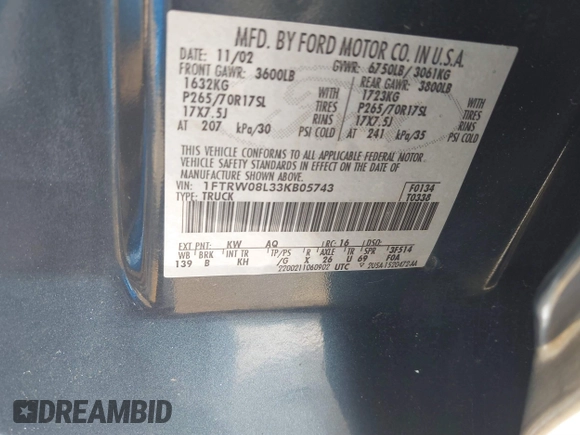 MFD. BY FORD MOTOR CO. IN U.S.A.
DATE: 11/02 GVWR: 6750LB/ 3061KG
FRONT GAWR: 3600LB REAR GAWR: 3800LB
1632KG WITH 1723KG WITH
P265/70R17SL TIRES P265/70R17SL TIRES
17X7.5J RIMS 17X7.5J RIMS
AT 207 kPa/30 PSI COLD AT 241 kPa/35 PSI COLD
THIS VEHICLE CONFORMS TO ALL APPLICABLE FEDERAL MOTOR
VEHICLE SAFETY STANDARDS IN EFFECT ON THE DATE OF
MANUFACTURE SHOWN ABOVE.
VIN: 1FTRW08L33KB05743 F0134
TYPE: TRUCK T0338
EXT PNT: KW AQ RC: 16 DSO:
WB BRK INT TR TP/PS R AXLE TR SPR 3F514
139 B KH /G X 26 U 69 F0A
2200211060902 UTC
DREAMBID